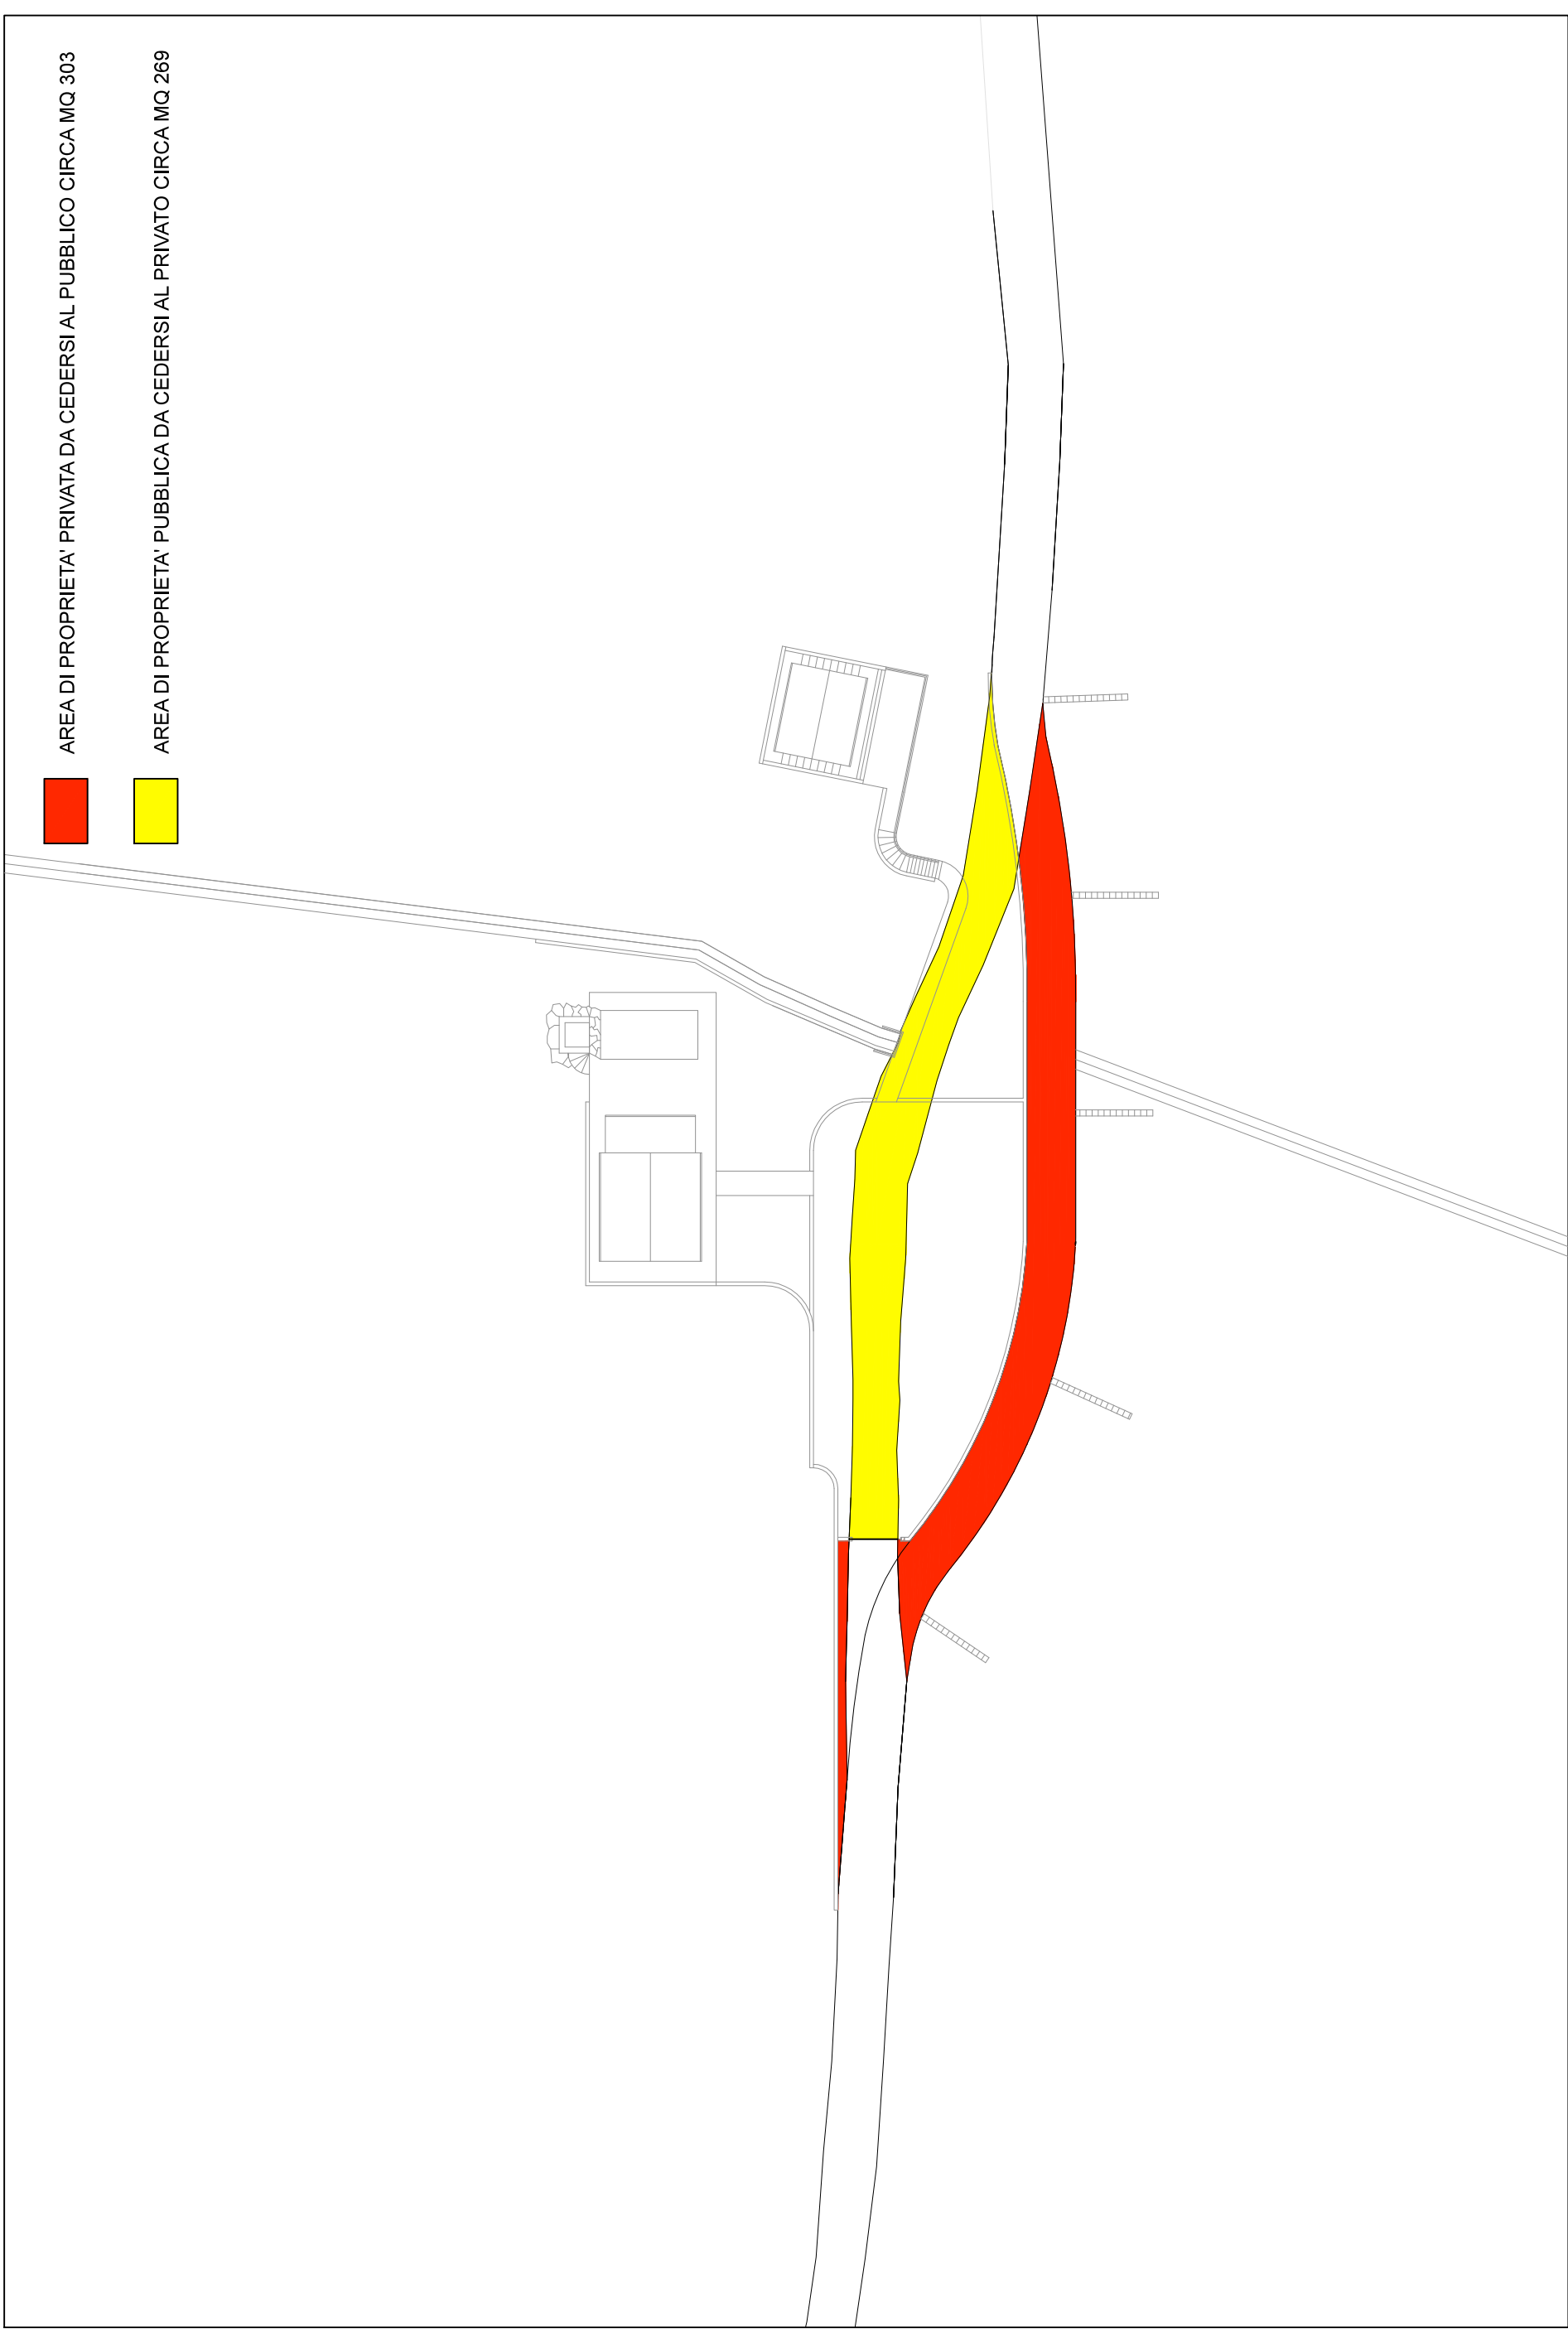 AREA DI PROPRIETA' PRIVATA DA CEDERSI AL PUBBLICO CIRCA MQ 303
AREA DI PROPRIETA' PUBBLICA DA CEDERSI AL PRIVATO CIRCA MQ 269